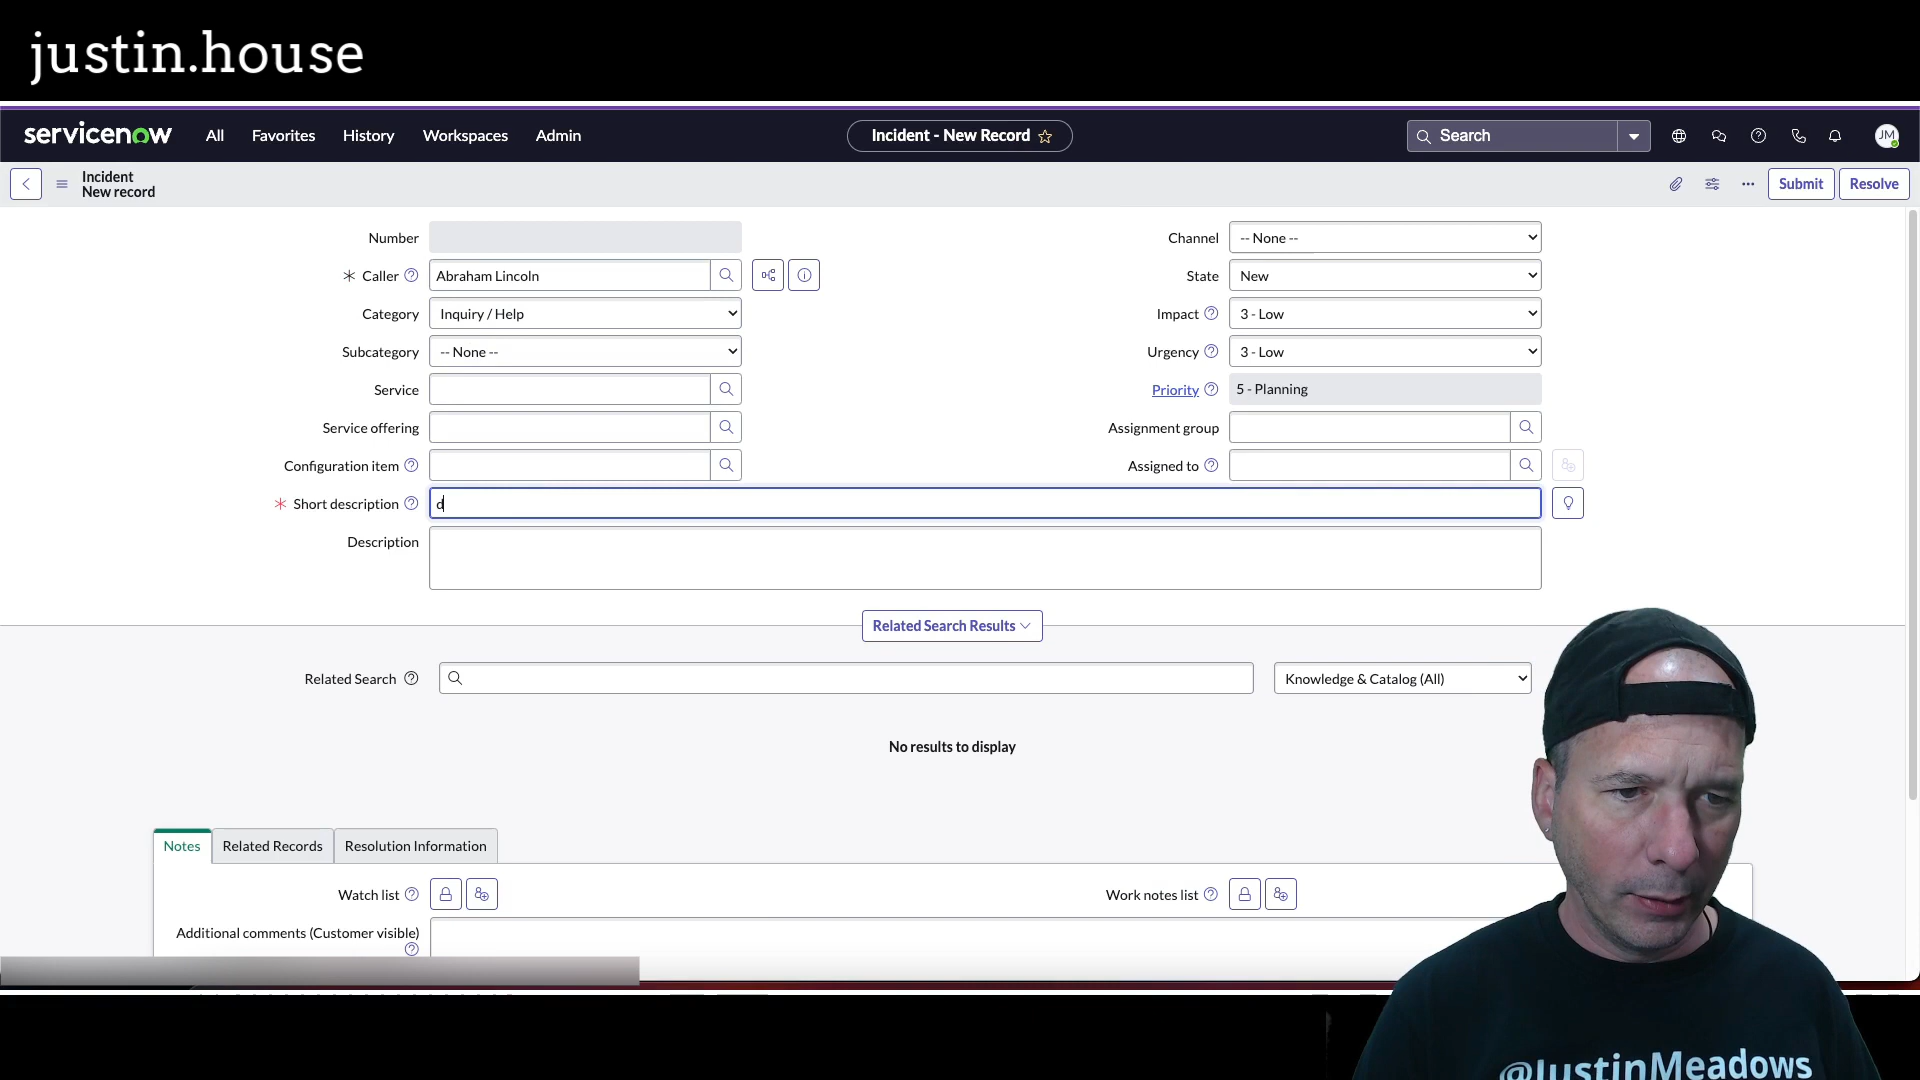 justin.house
servicenow All Favorites History Workspaces Admin Incident - New Record Search JM
Incident
New record Submit Resolve
Number Channel -- None --
Caller Abraham Lincoln State New
Category Inquiry / Help Impact 3 - Low
Subcategory -- None -- Urgency 3 - Low
Service Priority 5 - Planning
Service offering Assignment group
Configuration item Assigned to
Short description d
Description
Related Search Results
Related Search Knowledge & Catalog (All)
No results to display
Notes Related Records Resolution Information
Watch list Work notes list
Additional comments (Customer visible)
@JustinMeadows